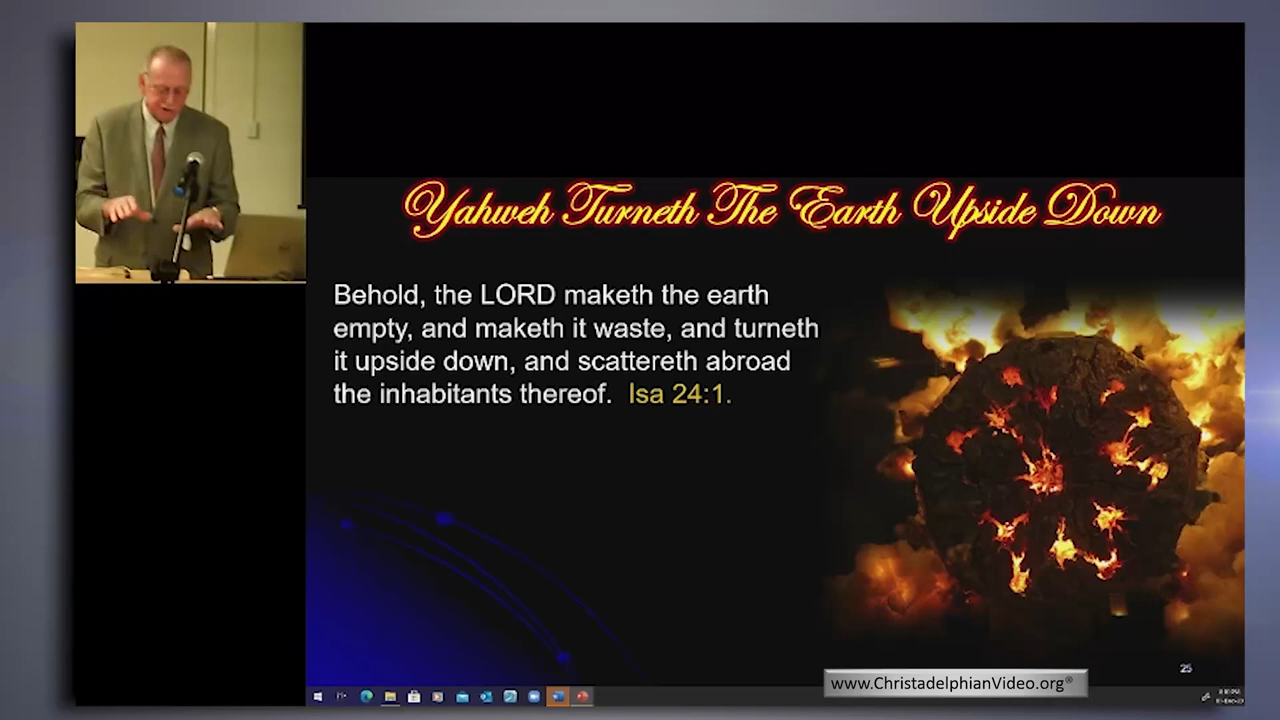 Yahweh Turneth The Earth Upside Down
Behold, the LORD maketh the earth
empty, and maketh it waste, and turneth
it upside down, and scattereth abroad
the inhabitants thereof.  Isa 24:1.
25
www.ChristadelphianVideo.org®